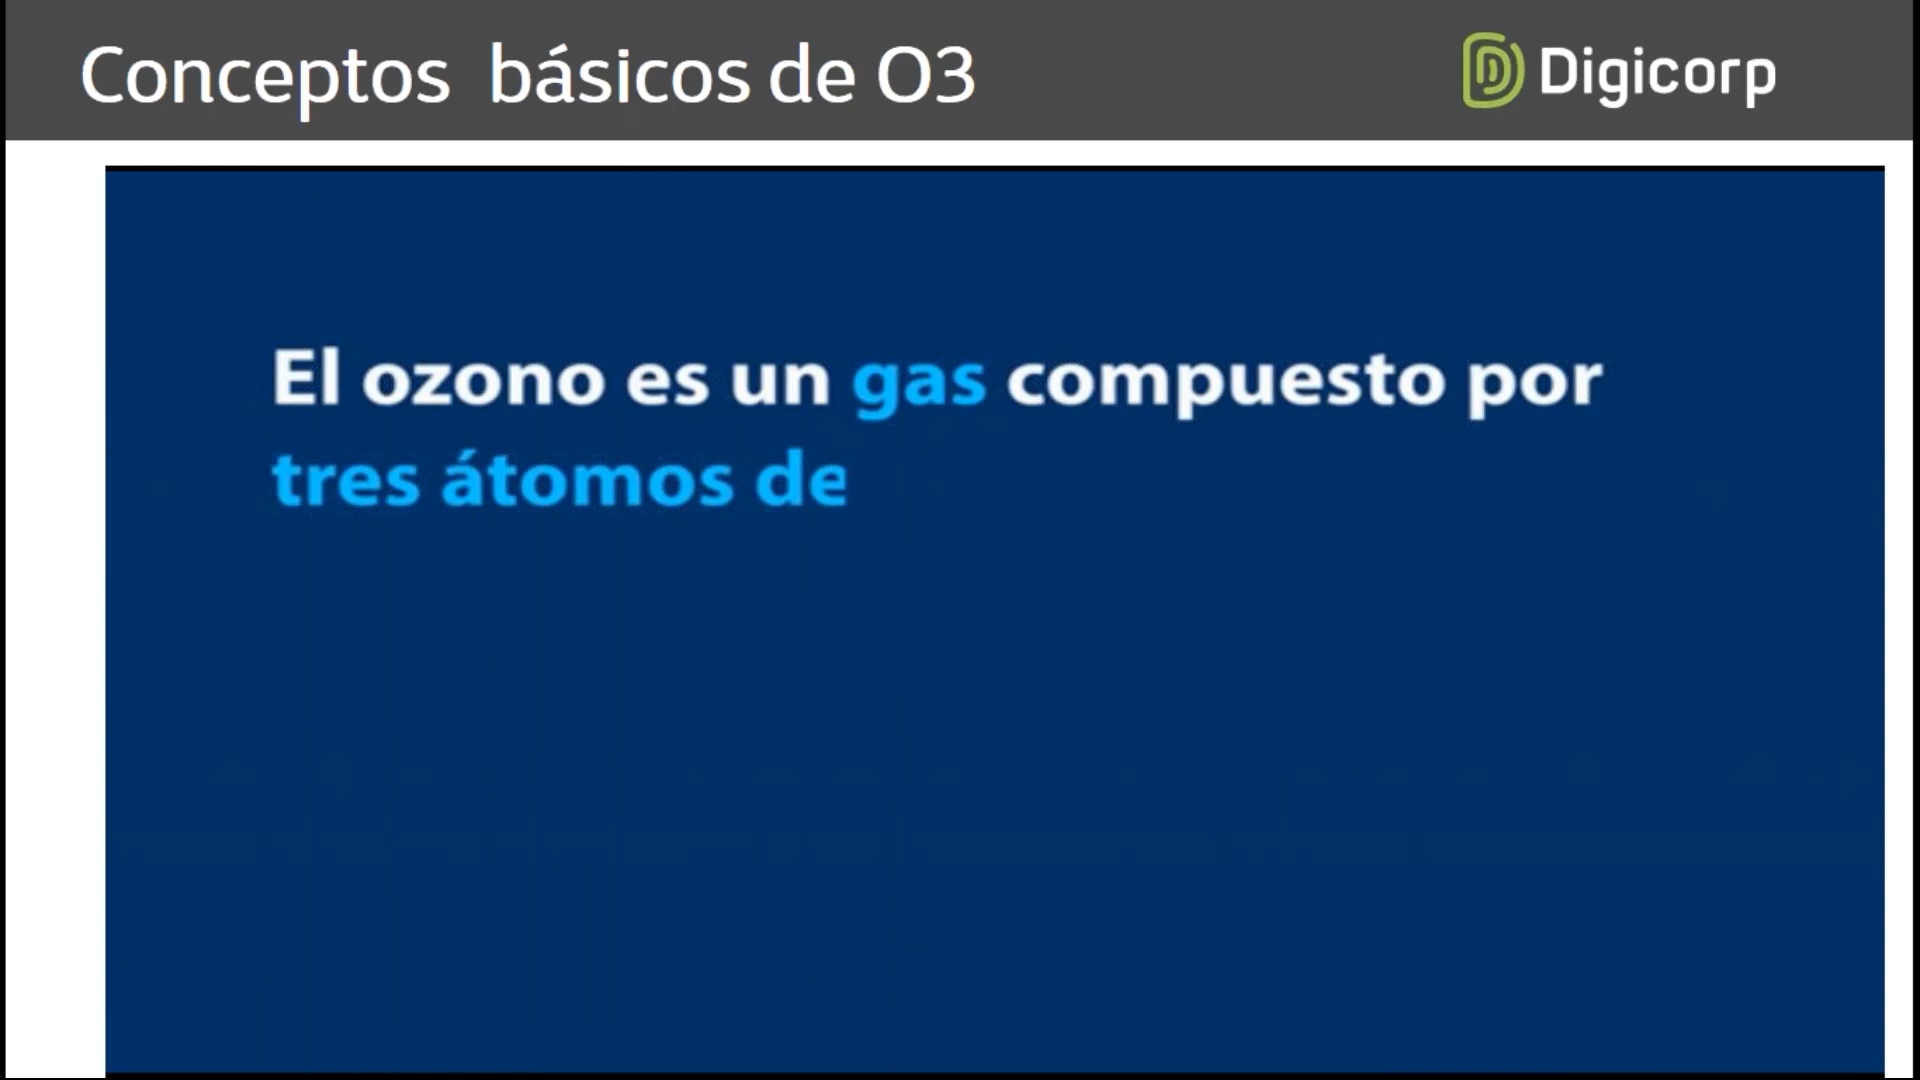 Conceptos básicos de O3
Digicorp
El ozono es un gas compuesto por
tres átomos de